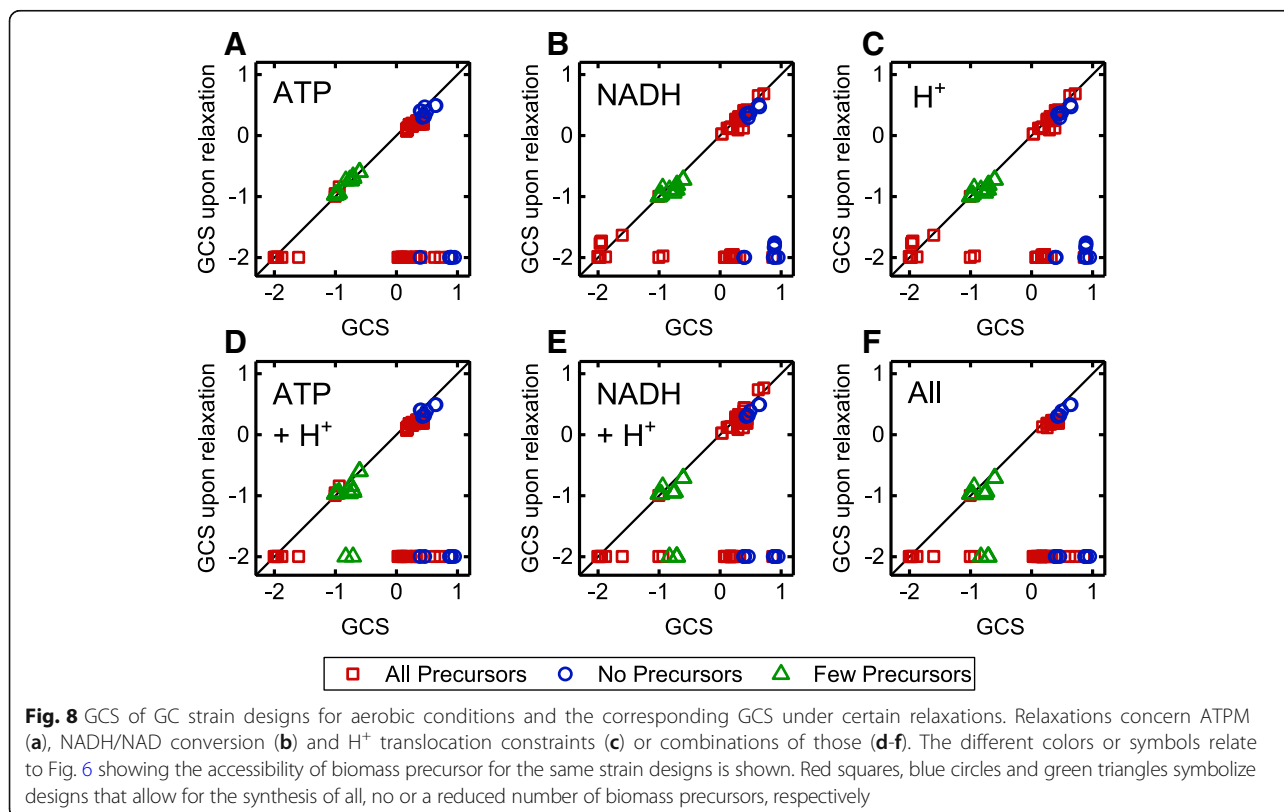 A
B
C
ATP
NADH
H⁺
GCS upon relaxation
1
0
-1
-2
-2 -1 0 1
GCS
GCS upon relaxation
1
0
-1
-2
-2 -1 0 1
GCS
GCS upon relaxation
1
0
-1
-2
-2 -1 0 1
GCS
D
E
F
ATP
+ H⁺
NADH
+ H⁺
All
GCS upon relaxation
1
0
-1
-2
-2 -1 0 1
GCS
GCS upon relaxation
1
0
-1
-2
-2 -1 0 1
GCS
GCS upon relaxation
1
0
-1
-2
-2 -1 0 1
GCS
All Precursors No Precursors Few Precursors
Fig. 8 GCS of GC strain designs for aerobic conditions and the corresponding GCS under certain relaxations. Relaxations concern ATPM
(a), NADH/NAD conversion (b) and H⁺ translocation constraints (c) or combinations of those (d-f). The different colors or symbols relate
to Fig. 6 showing the accessibility of biomass precursor for the same strain designs is shown. Red squares, blue circles and green triangles symbolize
designs that allow for the synthesis of all, no or a reduced number of biomass precursors, respectively